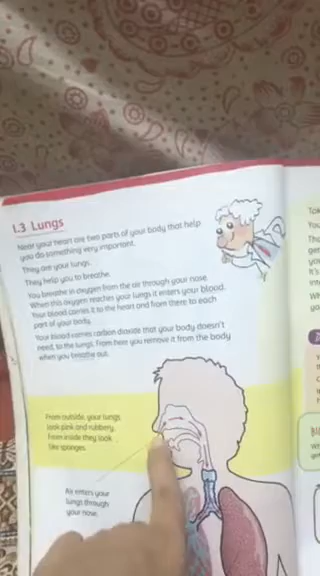 1.3 Lungs
Near your heart are two parts of your body that help
you do something very important.
They are your lungs.
They help you to breathe.
You breathe in oxygen from the air through your nose.
When this oxygen reaches your lungs it enters your blood.
Your blood carries it to the heart and from there to each
part of your body.
Your blood carries carbon dioxide that your body doesn't
need, to the lungs. From here you remove it from the body
when you breathe out.
From outside, your lungs
look pink and rubbery.
From inside they look
like sponges.
Air enters your
lungs through
your nose.